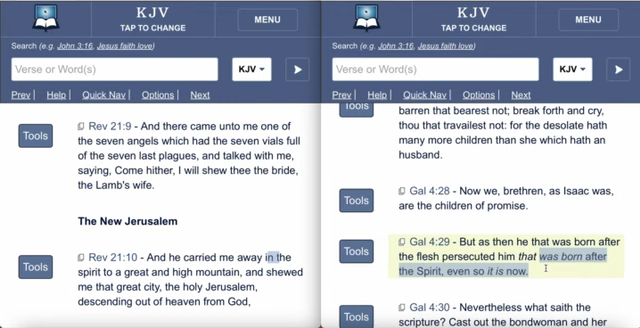 KJV
TAP TO CHANGE
MENU
Search (e.g. John 3:16, Jesus faith love)
Verse or Word(s)
KJV
Prev | Help | Quick Nav | Options | Next
Tools
Rev 21:9 - And there came unto me one of
the seven angels which had the seven vials full
of the seven last plagues, and talked with me,
saying, Come hither, I will shew thee the bride,
the Lamb's wife.
The New Jerusalem
Tools
Rev 21:10 - And he carried me away in the
spirit to a great and high mountain, and shewed
me that great city, the holy Jerusalem,
descending out of heaven from God,
KJV
TAP TO CHANGE
MENU
Search (e.g. John 3:16, Jesus faith love)
Verse or Word(s)
KJV
Prev | Help | Quick Nav | Options | Next
Tools
barren that bearest not; break forth and cry,
thou that travailest not: for the desolate hath
many more children than she which hath an
husband.
Tools
Gal 4:28 - Now we, brethren, as Isaac was,
are the children of promise.
Tools
Gal 4:29 - But as then he that was born after
the flesh persecuted him that was born after
the Spirit, even so it is now.
Tools
Gal 4:30 - Nevertheless what saith the
scripture? Cast out the bondwoman and her